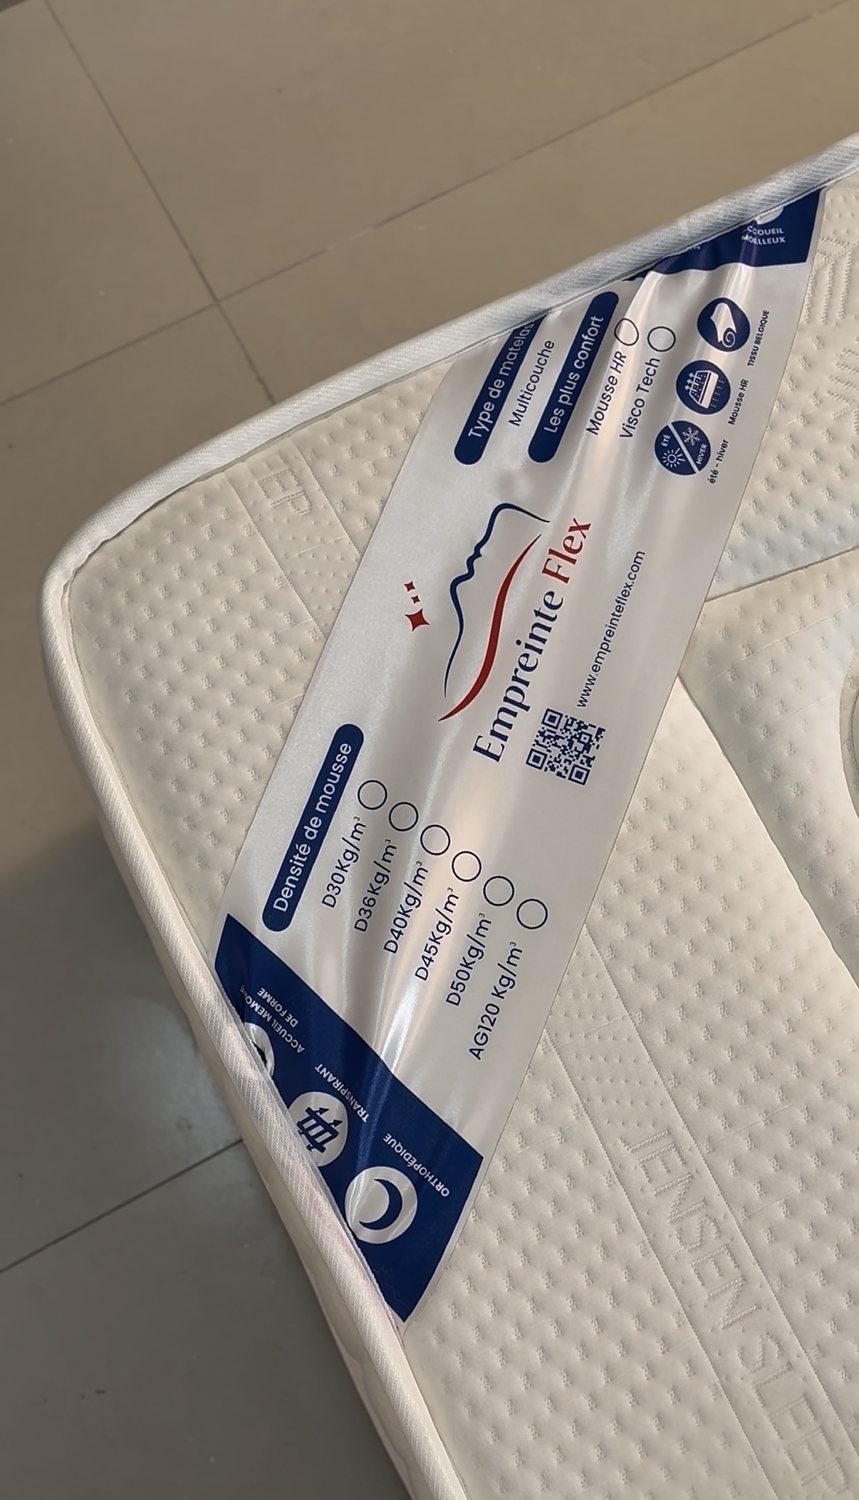 ACCUEIL
MOELLEUX
Type de matelas
Multicouche
Les plus confort
Mousse HR
Visco Tech
ÉTÉ
HIVER
été - hiver
Mousse HR
TISSU BELGIQUE
Empreinte Flex
www.empreinteflex.com
Densité de mousse
D30Kg/m³
D36Kg/m³
D40Kg/m³
D45Kg/m³
D50Kg/m³
AG120 Kg/m³
ACCUEIL MÉMOIRE
DE FORME
TRANSPIRANT
ORTHOPÉDIQUE
JENSEN SLEEP